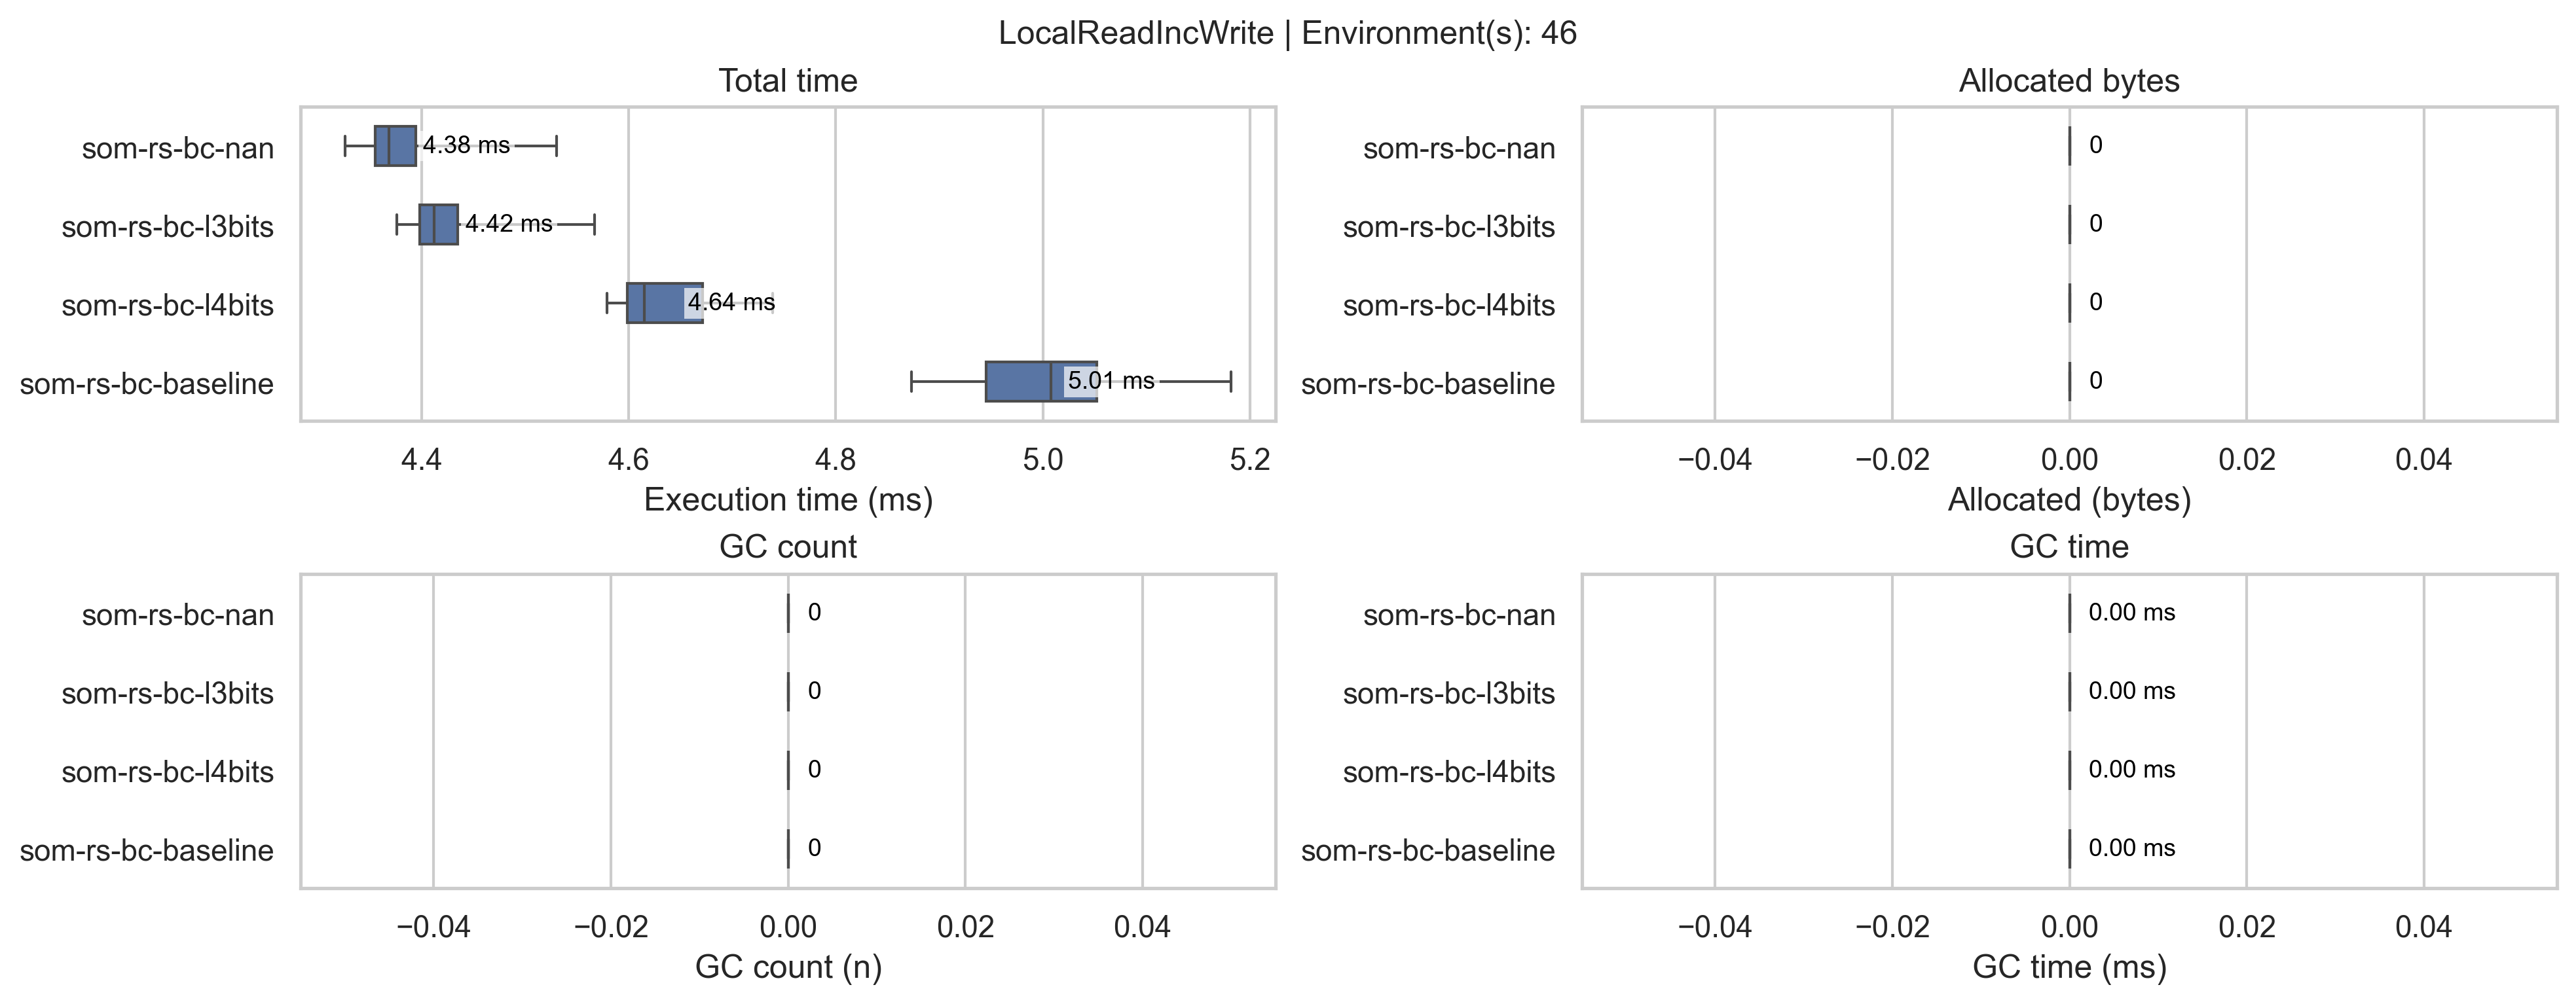 LocalReadIncWrite | Environment(s): 46
Total time
som-rs-bc-nan
4.38 ms
som-rs-bc-l3bits
4.42 ms
som-rs-bc-l4bits
4.64 ms
som-rs-bc-baseline
5.01 ms
4.4 4.6 4.8 5.0 5.2
Execution time (ms)
Allocated bytes
som-rs-bc-nan
0
som-rs-bc-l3bits
0
som-rs-bc-l4bits
0
som-rs-bc-baseline
0
−0.04 −0.02 0.00 0.02 0.04
Allocated (bytes)
GC count
som-rs-bc-nan
0
som-rs-bc-l3bits
0
som-rs-bc-l4bits
0
som-rs-bc-baseline
0
−0.04 −0.02 0.00 0.02 0.04
GC count (n)
GC time
som-rs-bc-nan
0.00 ms
som-rs-bc-l3bits
0.00 ms
som-rs-bc-l4bits
0.00 ms
som-rs-bc-baseline
0.00 ms
−0.04 −0.02 0.00 0.02 0.04
GC time (ms)